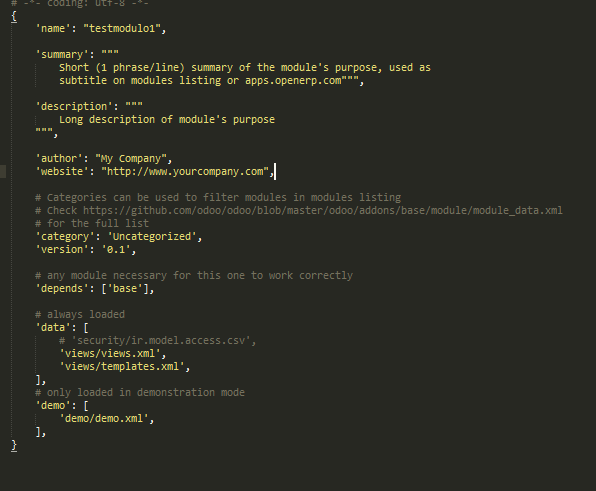 # -*- coding: utf-8 -*-
{
    'name': "testmodulo1",

    'summary': """
        Short (1 phrase/line) summary of the module's purpose, used as
        subtitle on modules listing or apps.openerp.com""",

    'description': """
        Long description of module's purpose
    """,

    'author': "My Company",
    'website': "http://www.yourcompany.com",

    # Categories can be used to filter modules in modules listing
    # Check https://github.com/odoo/odoo/blob/master/odoo/addons/base/module/module_data.xml
    # for the full list
    'category': 'Uncategorized',
    'version': '0.1',

    # any module necessary for this one to work correctly
    'depends': ['base'],

    # always loaded
    'data': [
        # 'security/ir.model.access.csv',
        'views/views.xml',
        'views/templates.xml',
    ],
    # only loaded in demonstration mode
    'demo': [
        'demo/demo.xml',
    ],
}